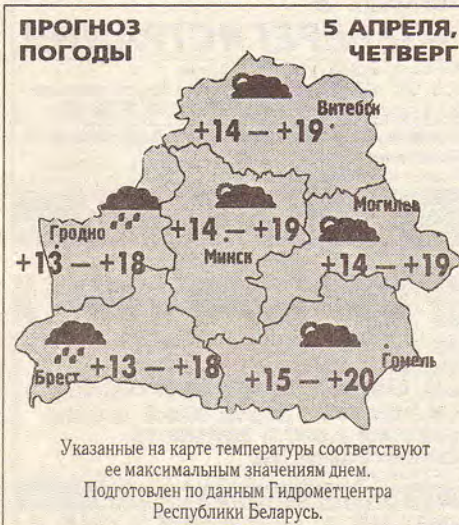 ПРОГНОЗ
ПОГОДЫ
5 АПРЕЛЯ,
ЧЕТВЕРГ
Витебск
+14 — +19
Гродно
+13 — +18
+14 — +19
Минск
Могилев
+14 — +19
Брест
+13 — +18
Гомель
+15 — +20
Указанные на карте температуры соответствуют
ее максимальным значениям днем.
Подготовлен по данным Гидрометцентра
Республики Беларусь.